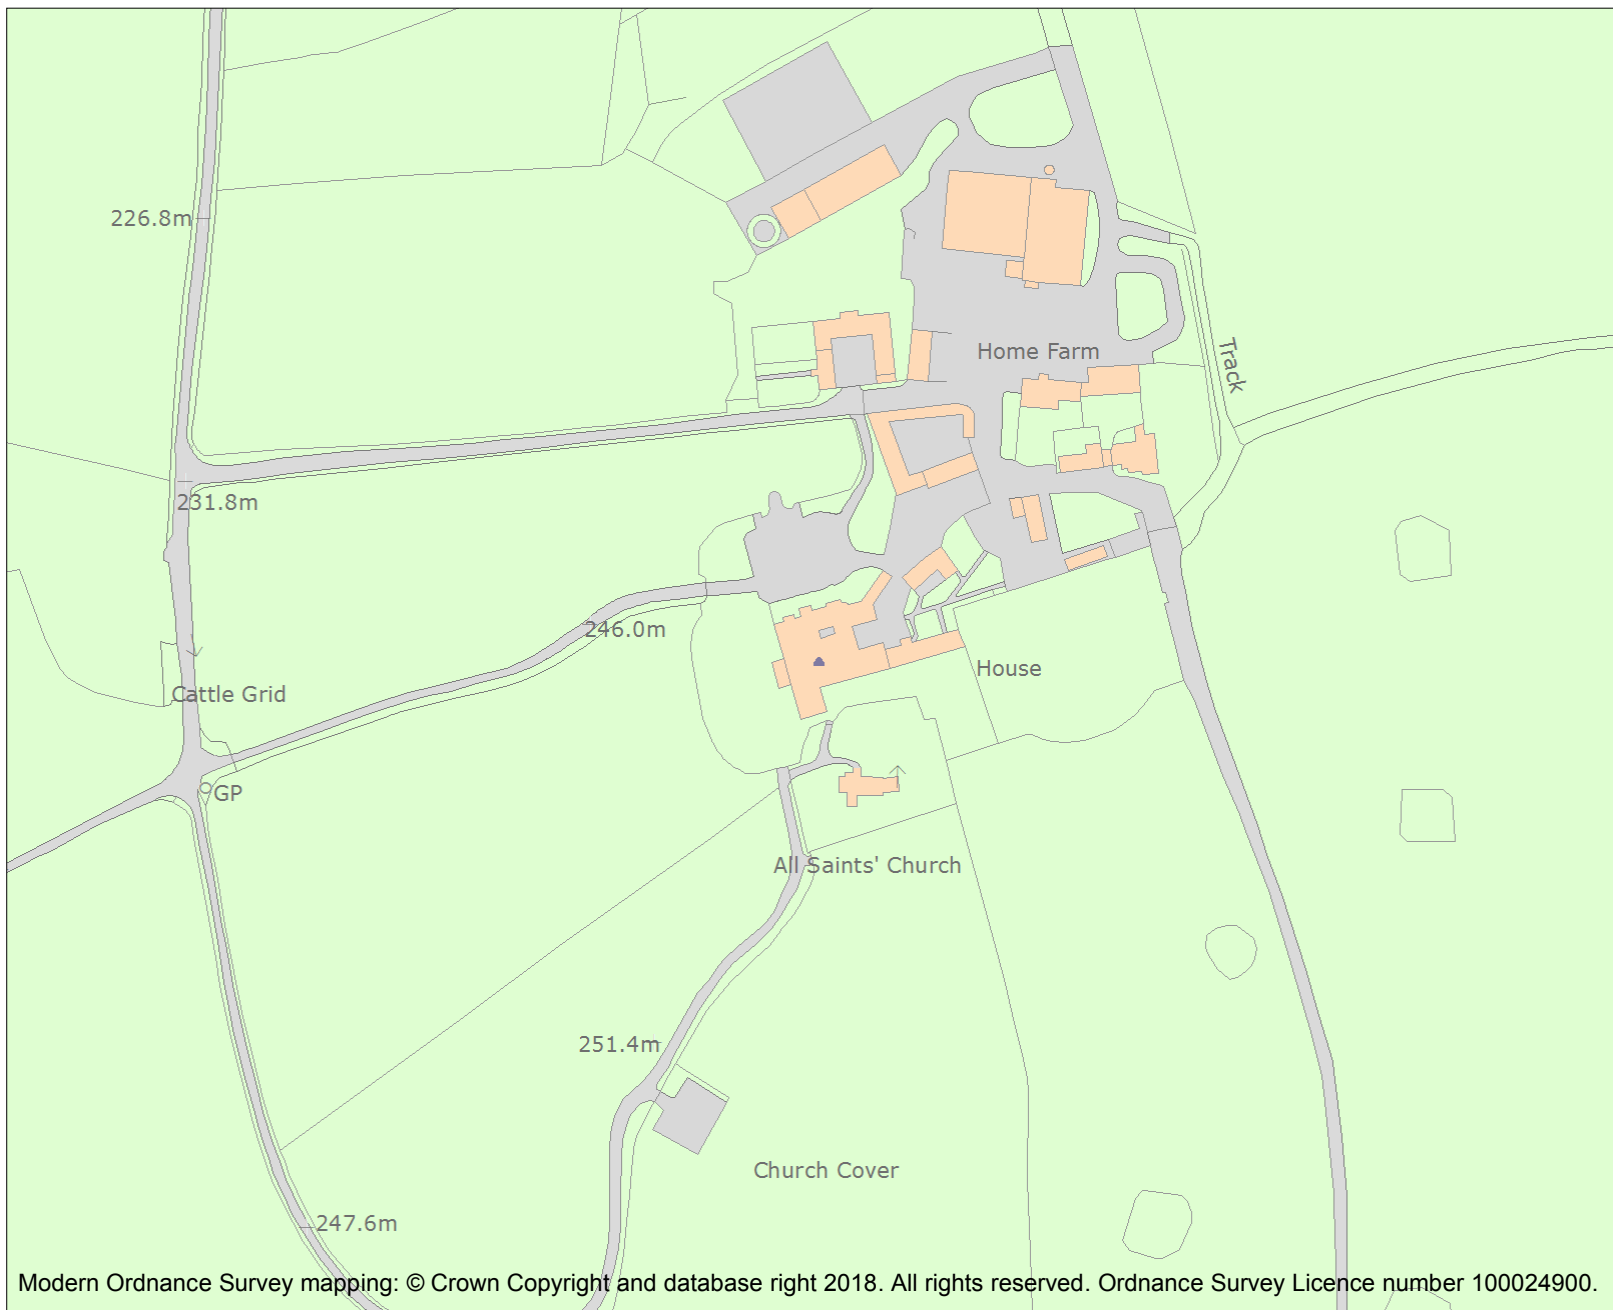 226.8m
Home Farm
Track
231.8m
246.0m
House
Cattle Grid
GP
All Saints' Church
251.4m
Church Cover
247.6m
Modern Ordnance Survey mapping: © Crown Copyright and database right 2018. All rights reserved. Ordnance Survey Licence number 100024900.